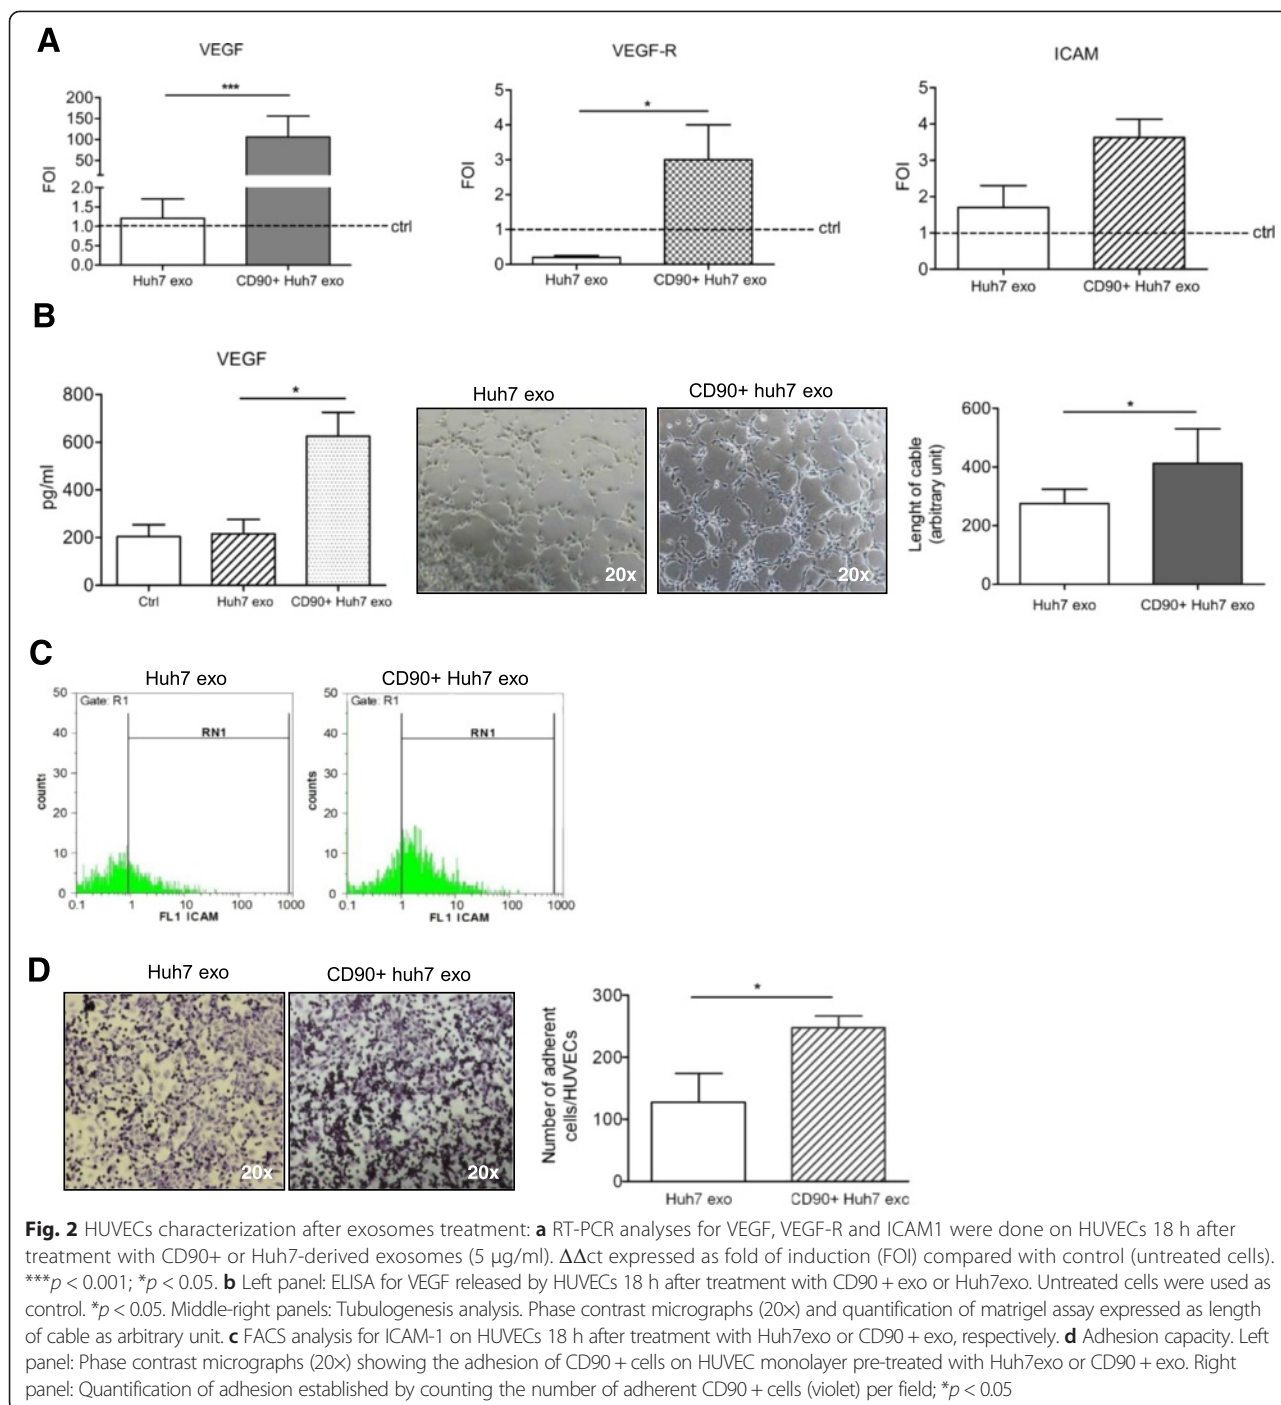 A
VEGF
***
FOI
200
150
100
50
2.0
1.5
1.0
0.5
0.0
ctrl
Huh7 exo
CD90+ Huh7 exo
VEGF-R
*
FOI
5
4
3
2
1
0
ctrl
Huh7 exo
CD90+ Huh7 exo
ICAM
FOI
5
4
3
2
1
0
ctrl
Huh7 exo
CD90+ Huh7 exo
B
VEGF
*
pg/ml
800
600
400
200
0
Ctrl
Huh7 exo
CD90+ Huh7 exo
Huh7 exo
20x
CD90+ huh7 exo
20x
*
Lenght of cable
(arbitrary unit)
600
400
200
0
Huh7 exo
CD90+ Huh7 exo
C
Huh7 exo
Gate: R1
RN1
counts
50
40
30
20
10
0
0.1
1
10
100
1000
FL1 ICAM
CD90+ Huh7 exo
Gate: R1
RN1
counts
50
40
30
20
10
0
0.1
1
10
100
1000
FL1 ICAM
D
Huh7 exo
20x
CD90+ huh7 exo
20x
*
Number of adherent
cells/HUVECs
300
200
100
0
Huh7 exo
CD90+ Huh7 exo
Fig. 2 HUVECs characterization after exosomes treatment: a RT-PCR analyses for VEGF, VEGF-R and ICAM1 were done on HUVECs 18 h after
treatment with CD90+ or Huh7-derived exosomes (5 μg/ml). ΔΔct expressed as fold of induction (FOI) compared with control (untreated cells).
***p < 0.001; *p < 0.05. b Left panel: ELISA for VEGF released by HUVECs 18 h after treatment with CD90 + exo or Huh7exo. Untreated cells were used as
control. *p < 0.05. Middle-right panels: Tubulogenesis analysis. Phase contrast micrographs (20×) and quantification of matrigel assay expressed as length
of cable as arbitrary unit. c FACS analysis for ICAM-1 on HUVECs 18 h after treatment with Huh7exo or CD90 + exo, respectively. d Adhesion capacity. Left
panel: Phase contrast micrographs (20×) showing the adhesion of CD90 + cells on HUVEC monolayer pre-treated with Huh7exo or CD90 + exo. Right
panel: Quantification of adhesion established by counting the number of adherent CD90 + cells (violet) per field; *p < 0.05